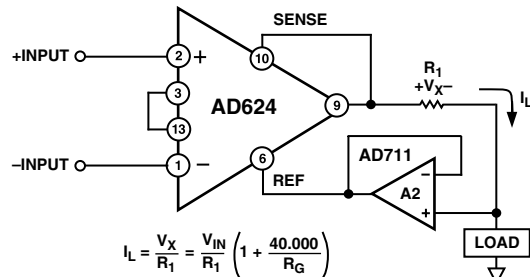 SENSE
+INPUT
2
+
10
R1
+VX–
3
AD624
9
IL
13
6
AD711
–INPUT
1
–
REF
A2
–
+
LOAD
IL = VX/R1 = VIN/R1 (1 + 40.000/RG)